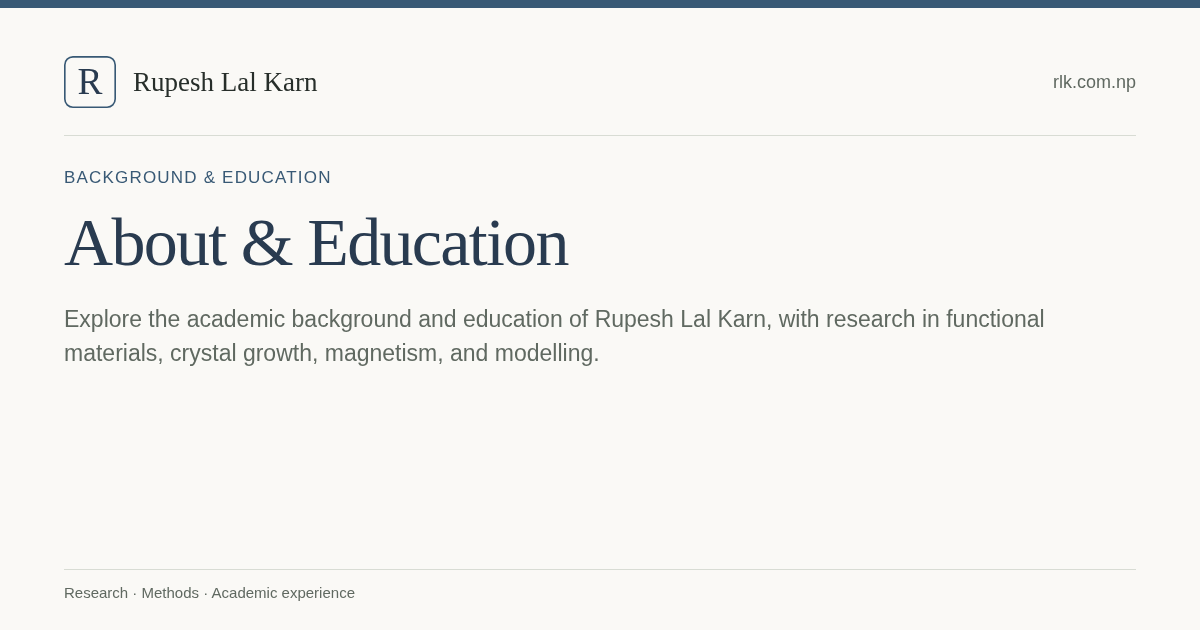 R
Rupesh Lal Karn
rlk.com.np
BACKGROUND & EDUCATION
About & Education
Explore the academic background and education of Rupesh Lal Karn, with research in functional
materials, crystal growth, magnetism, and modelling.
Research · Methods · Academic experience